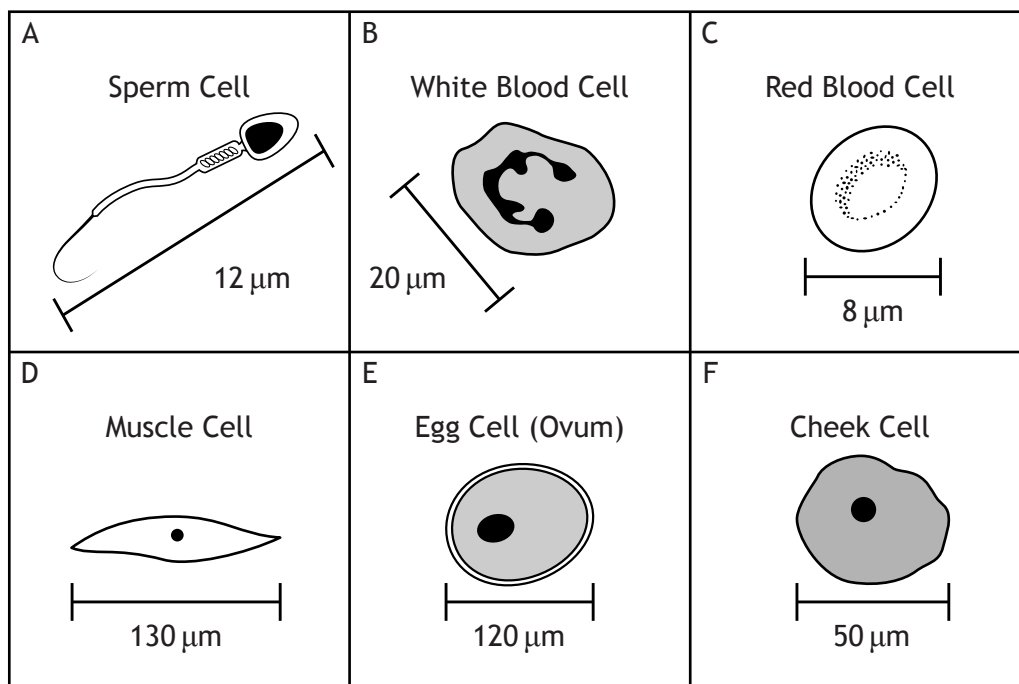 A
Sperm Cell
12 μm
B
White Blood Cell
20 μm
C
Red Blood Cell
8 μm
D
Muscle Cell
130 μm
E
Egg Cell (Ovum)
120 μm
F
Cheek Cell
50 μm